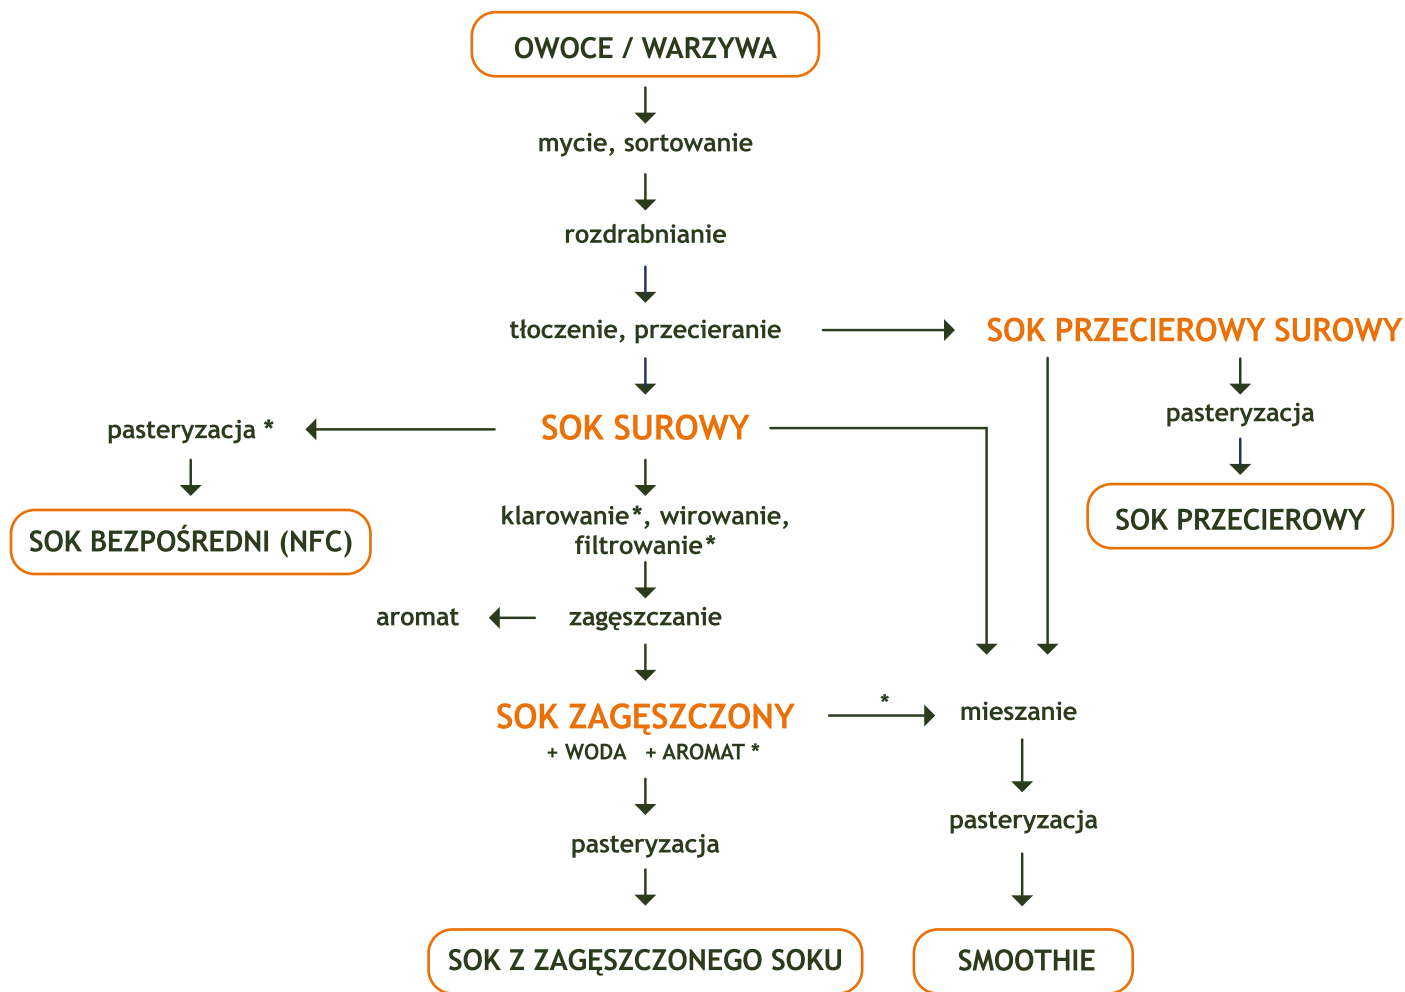 OWOCE / WARZYWA
mycie, sortowanie
rozdrabnianie
tłoczenie, przecieranie
SOK PRZECIEROWY SUROWY
pasteryzacja
SOK PRZECIEROWY
SOK SUROWY
pasteryzacja *
SOK BEZPOŚREDNI (NFC)
klarowanie*, wirowanie,
filtrowanie*
zagęszczanie
aromat
SOK ZAGĘSZCZONY
+ WODA + AROMAT *
*
mieszanie
pasteryzacja
pasteryzacja
SOK Z ZAGĘSZCZONEGO SOKU
SMOOTHIE